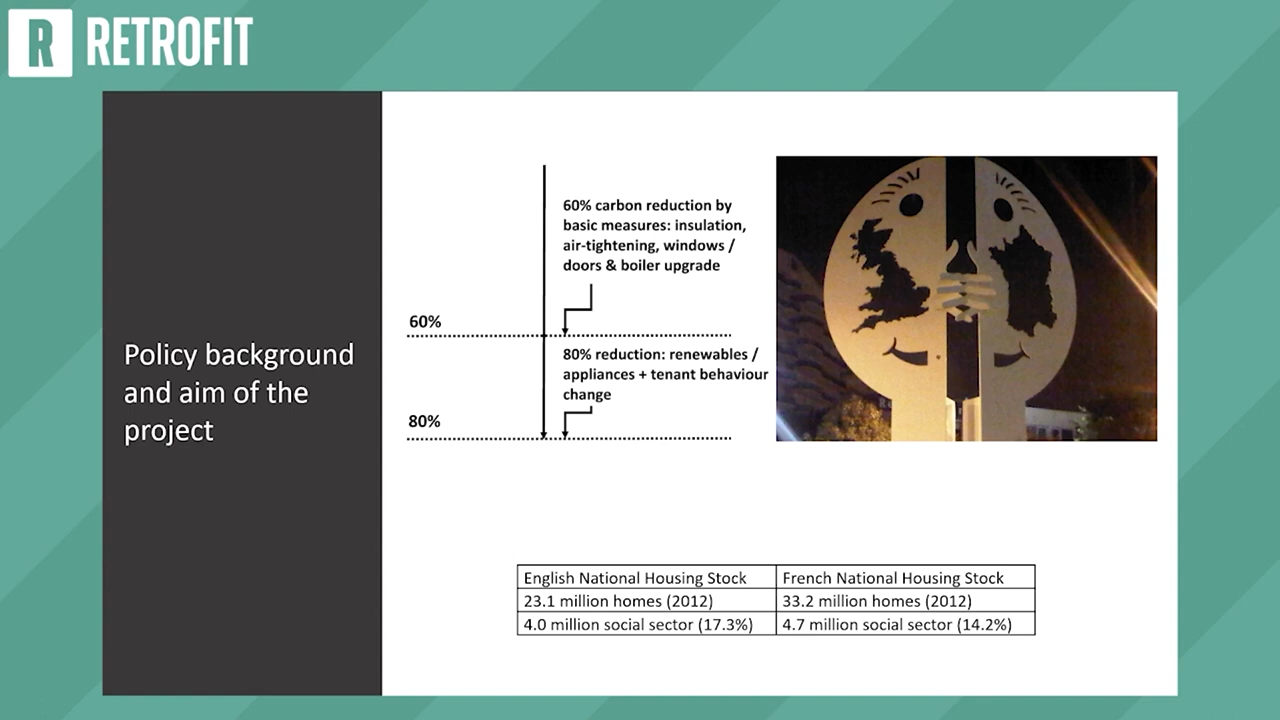 R RETROFIT
Policy background
and aim of the
project
60% carbon reduction by
basic measures: insulation,
air-tightening, windows /
doors & boiler upgrade
60%
80% reduction: renewables /
appliances + tenant behaviour
change
80%
English National Housing Stock French National Housing Stock
23.1 million homes (2012) 33.2 million homes (2012)
4.0 million social sector (17.3%) 4.7 million social sector (14.2%)